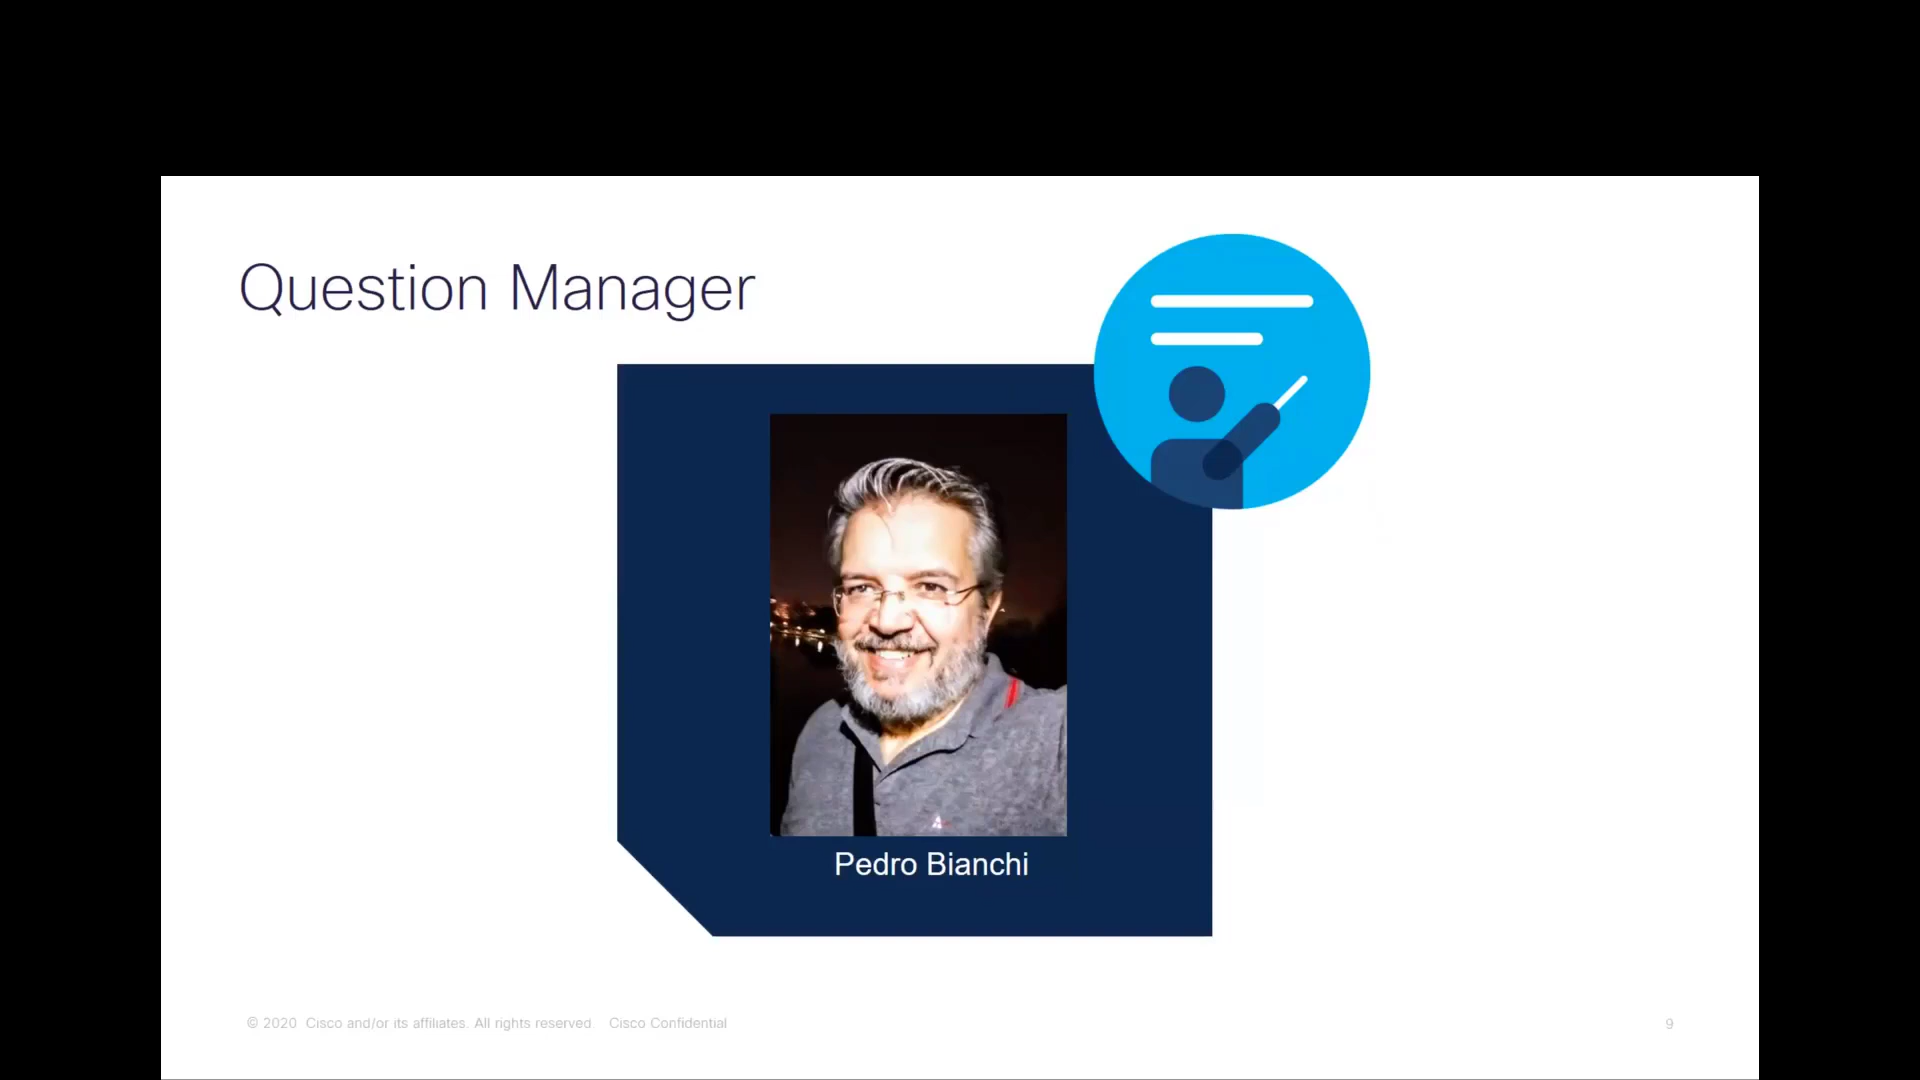 Question Manager
Pedro Bianchi
© 2020 Cisco and/or its affiliates. All rights reserved. Cisco Confidential
9